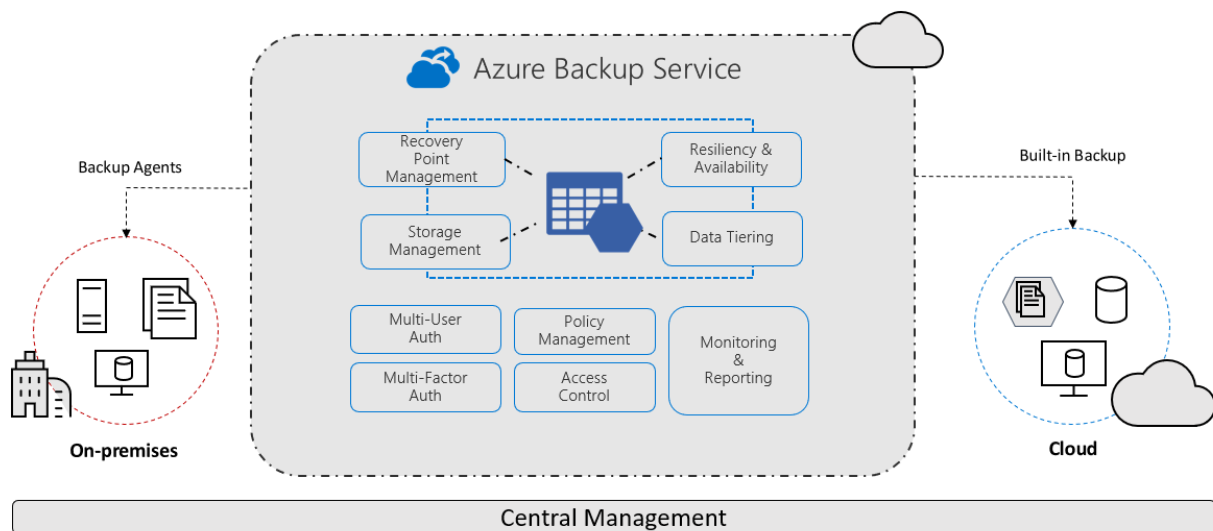 Azure Backup Service
Backup Agents
Built-in Backup
Recovery
Point
Management
Resiliency &
Availability
Storage
Management
Data Tiering
Multi-User
Auth
Policy
Management
Monitoring
&
Reporting
Multi-Factor
Auth
Access
Control
On-premises
Cloud
Central Management